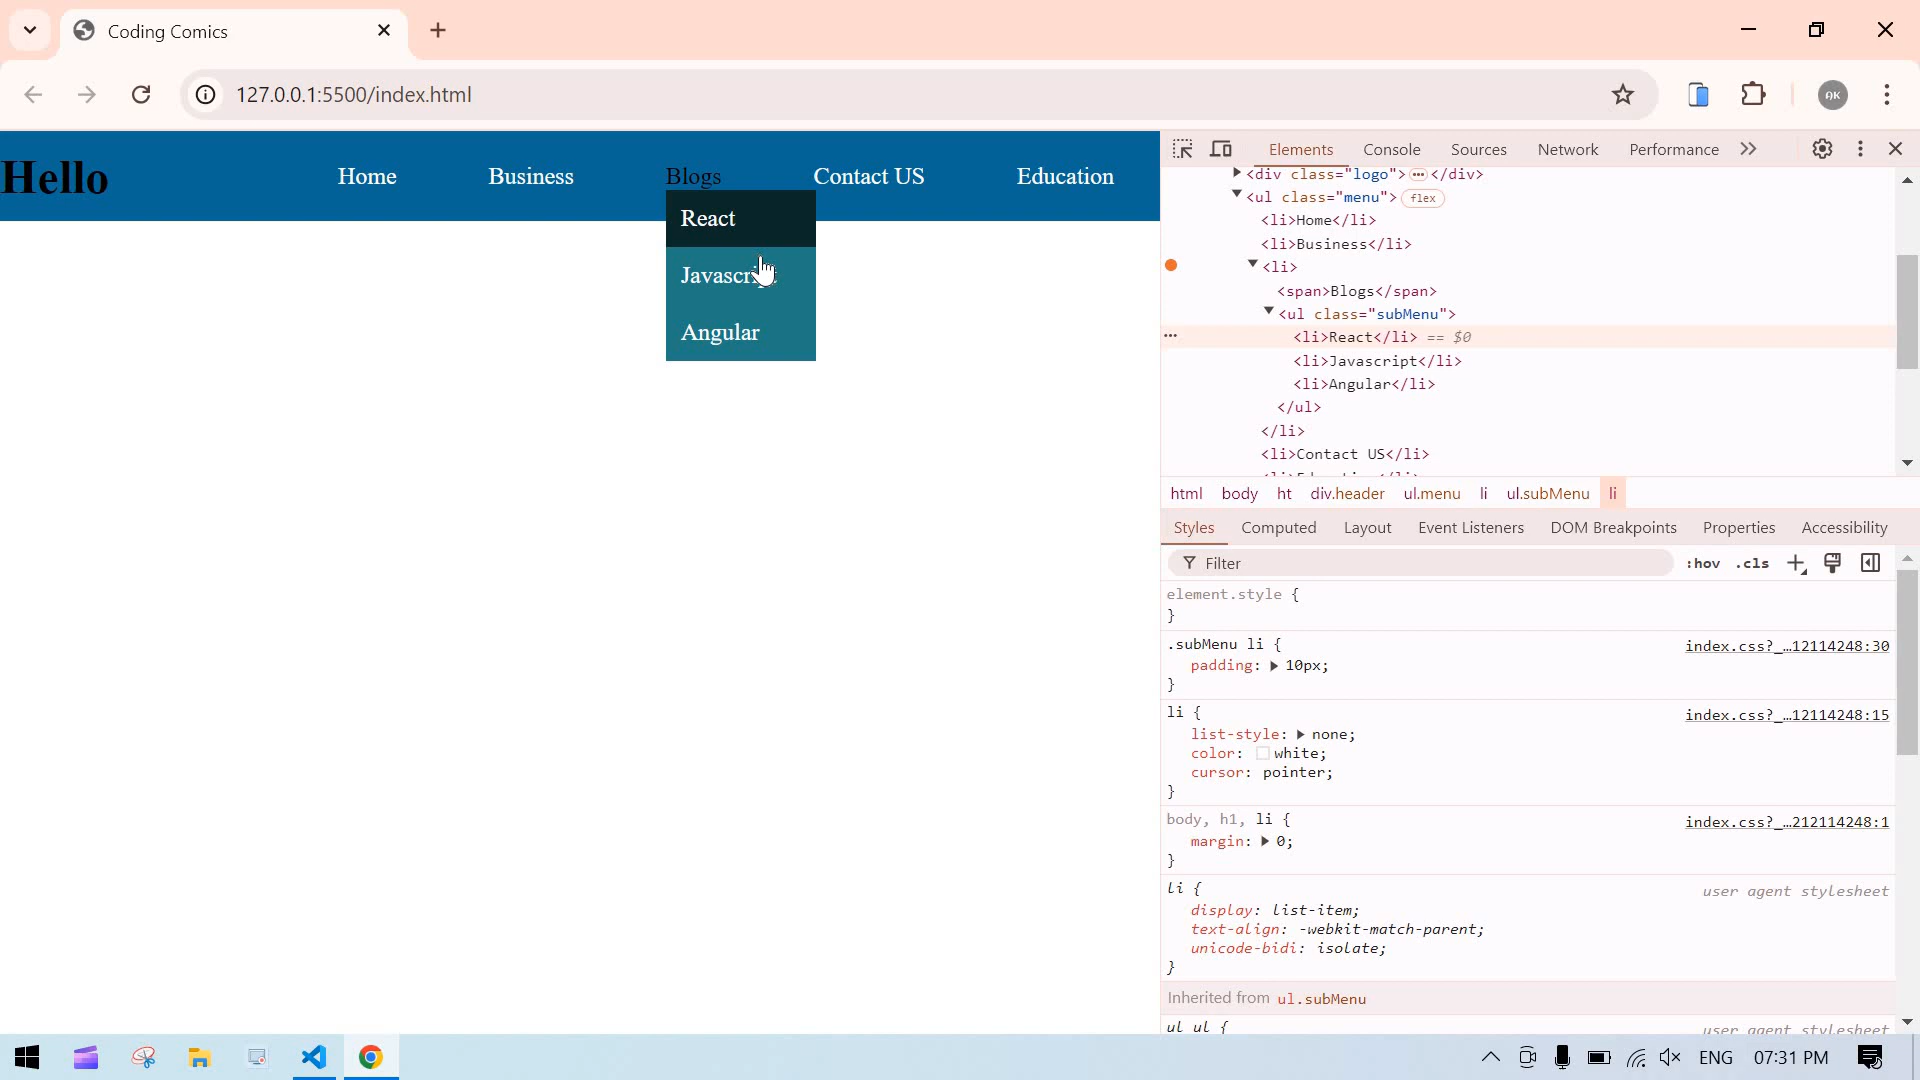 Coding Comics
127.0.0.1:5500/index.html
AK
Hello
Home
Business
Blogs
Contact US
Education
React
Angular
Elements
Console
Sources
Network
Performance
<div class="logo"> ••• </div>
<ul class="menu"> flex
<li>Home</li>
<li>Business</li>
<li>
<span>Blogs</span>
<ul class="subMenu">
<li>React</li> == $0
<li>Javascript</li>
<li>Angular</li>
</ul>
</li>
<li>Contact US</li>
html body ht div.header ul.menu li ul.subMenu li
Styles Computed Layout Event Listeners DOM Breakpoints Properties Accessibility
Filter
:hov .cls
element.style {
}
.subMenu li {
index.css?_…12114248:30
padding: 10px;
}
li {
index.css?_…12114248:15
list-style: none;
color: white;
cursor: pointer;
}
body, h1, li {
index.css?_…212114248:1
margin: 0;
}
li {
user agent stylesheet
display: list-item;
text-align: -webkit-match-parent;
unicode-bidi: isolate;
}
Inherited from ul.subMenu
ul ul {
user agent stylesheet
ENG 07:31 PM